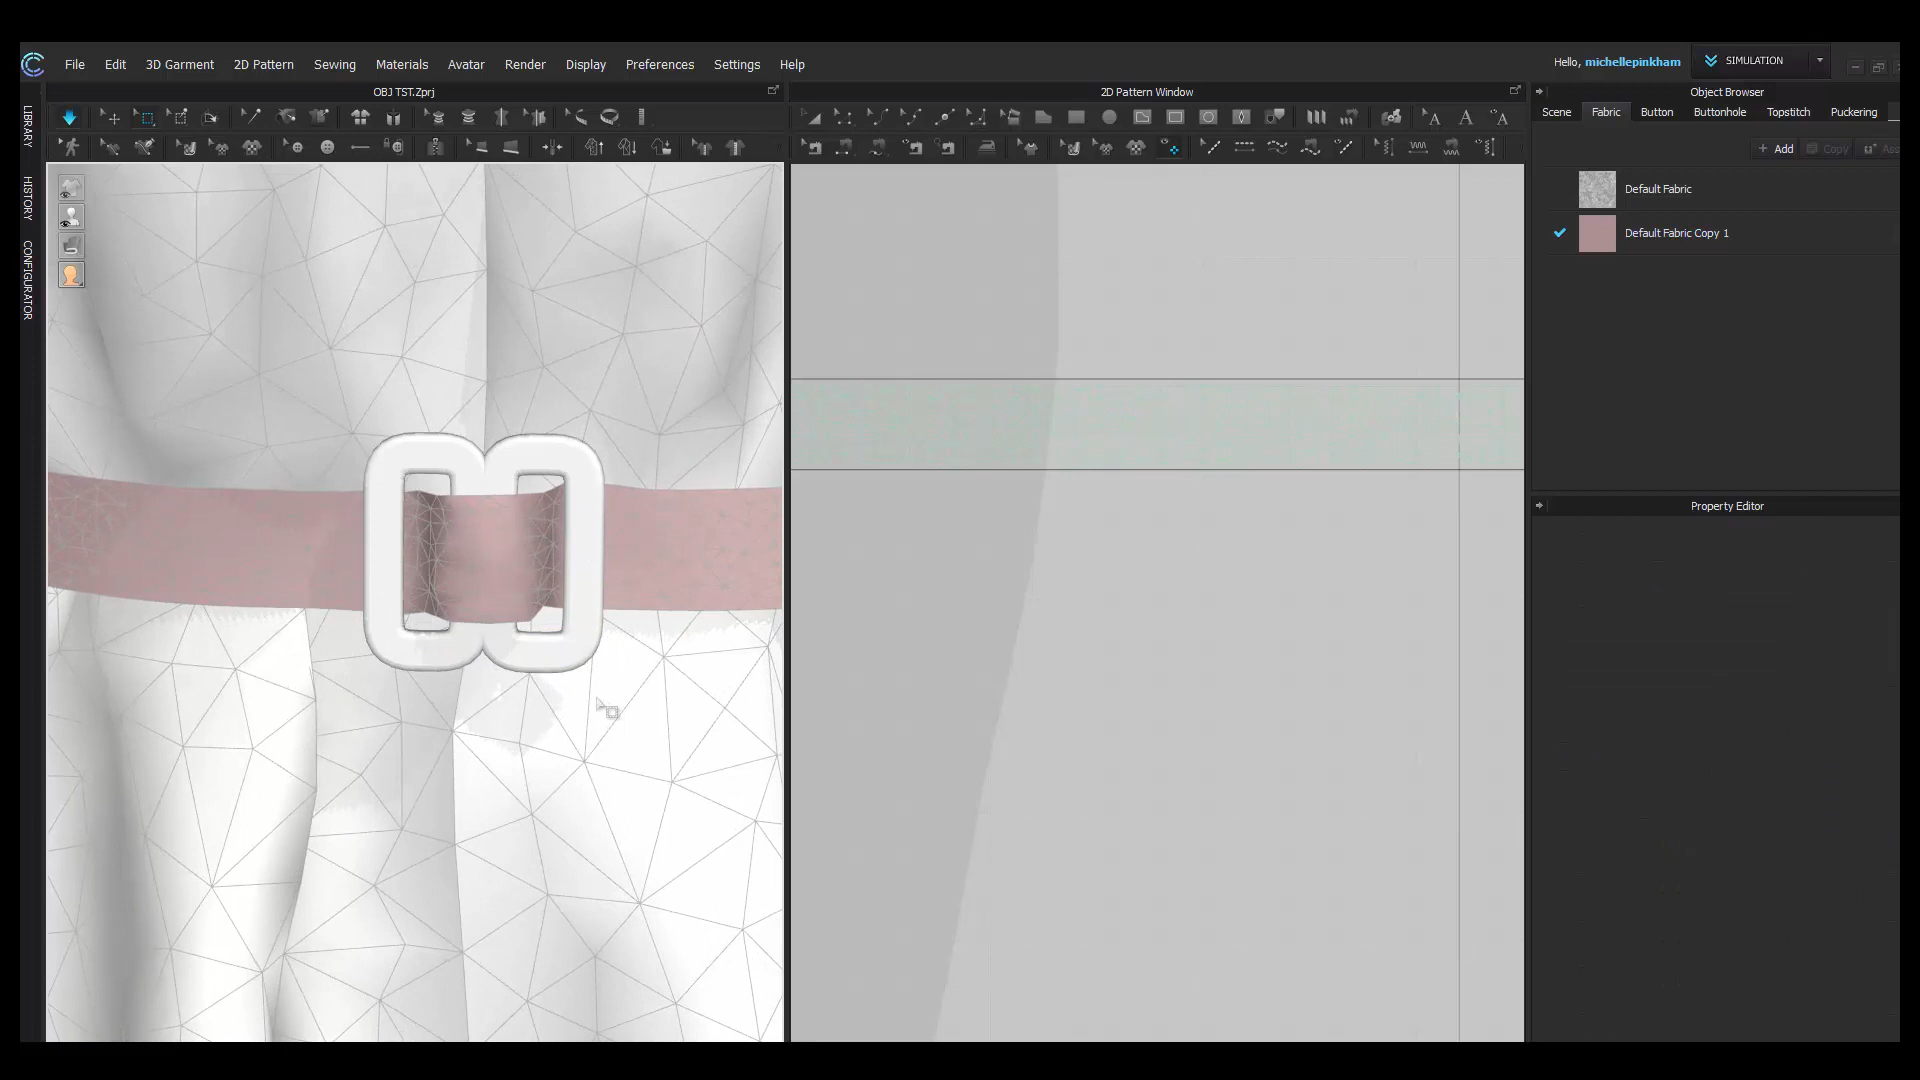 File Edit 3D Garment 2D Pattern Sewing Materials Avatar Render Display Preferences Settings Help
Hello, michellepinkham
SIMULATION
OBJ TST.Zprj
2D Pattern Window
Object Browser
Scene Fabric Button Buttonhole Topstitch Puckering
+ Add Copy
Default Fabric
Default Fabric Copy 1
Property Editor
LIBRARY
HISTORY
CONFIGURATOR